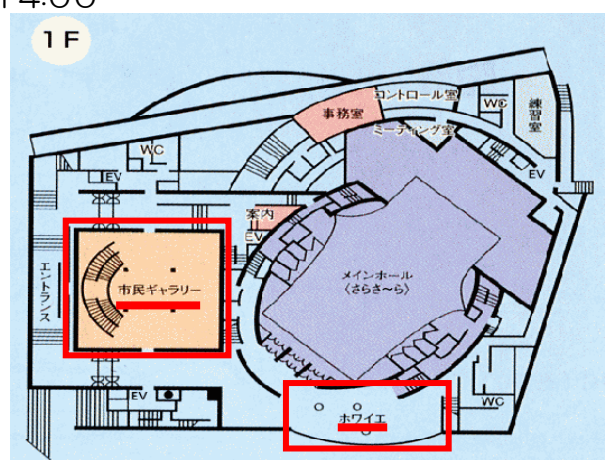 1F
コントロール室
WC
練習室
事務室
ミーティング室
WC
EV
EV
案内
EV
エントランス
市民ギャラリー
メインホール
〈さらさ～ら〉
EV
ホワイエ
WC